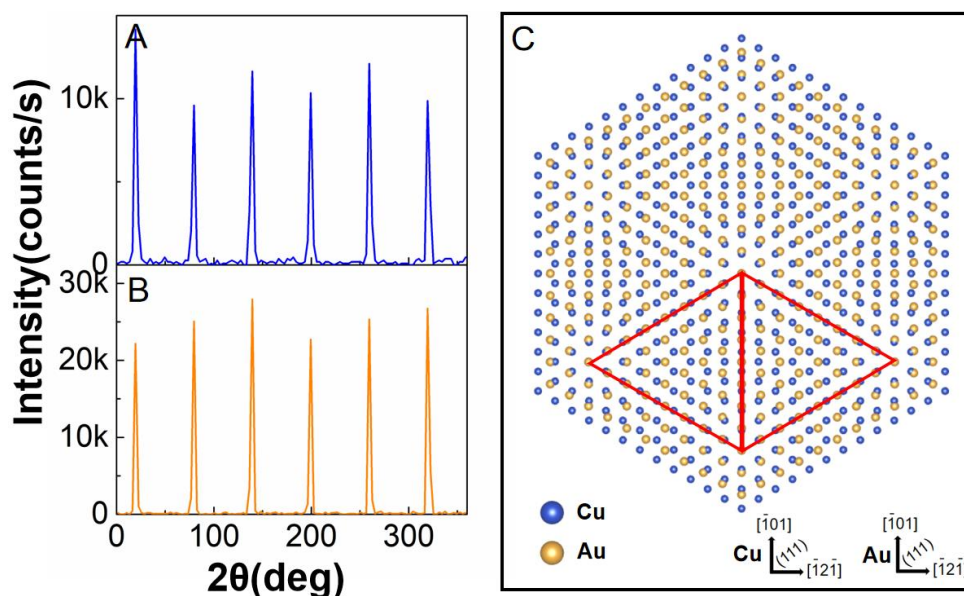 A
Intensity(counts/s)
10k
0
B
30k
20k
10k
0
0 100 200 300
2θ(deg)
C
Cu
Au
[1̄01]
Cu (111)
[1̄21̄]
[1̄01]
Au (111)
[1̄21̄]